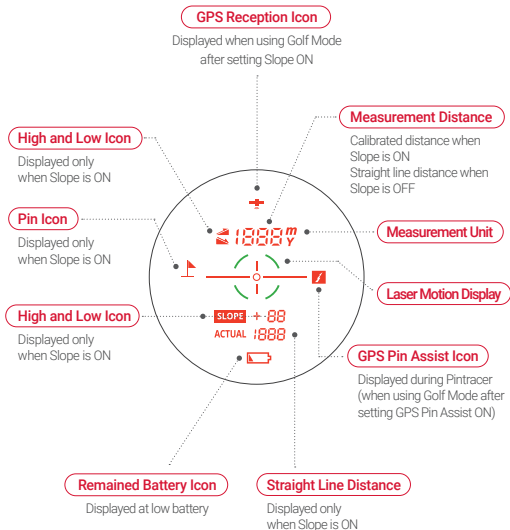 GPS Reception Icon
Displayed when using Golf Mode
after setting Slope ON
Measurement Distance
Calibrated distance when
Slope is ON
Straight line distance when
Slope is OFF
High and Low Icon
Displayed only
when Slope is ON
Pin Icon
Displayed only
when Slope is ON
High and Low Icon
Displayed only
when Slope is ON
1888 m
Y
SLOPE + 88
ACTUAL 1888
Measurement Unit
Laser Motion Display
GPS Pin Assist Icon
Displayed during Pintracer
(when using Golf Mode after
setting GPS Pin Assist ON)
Remained Battery Icon
Displayed at low battery
Straight Line Distance
Displayed only
when Slope is ON